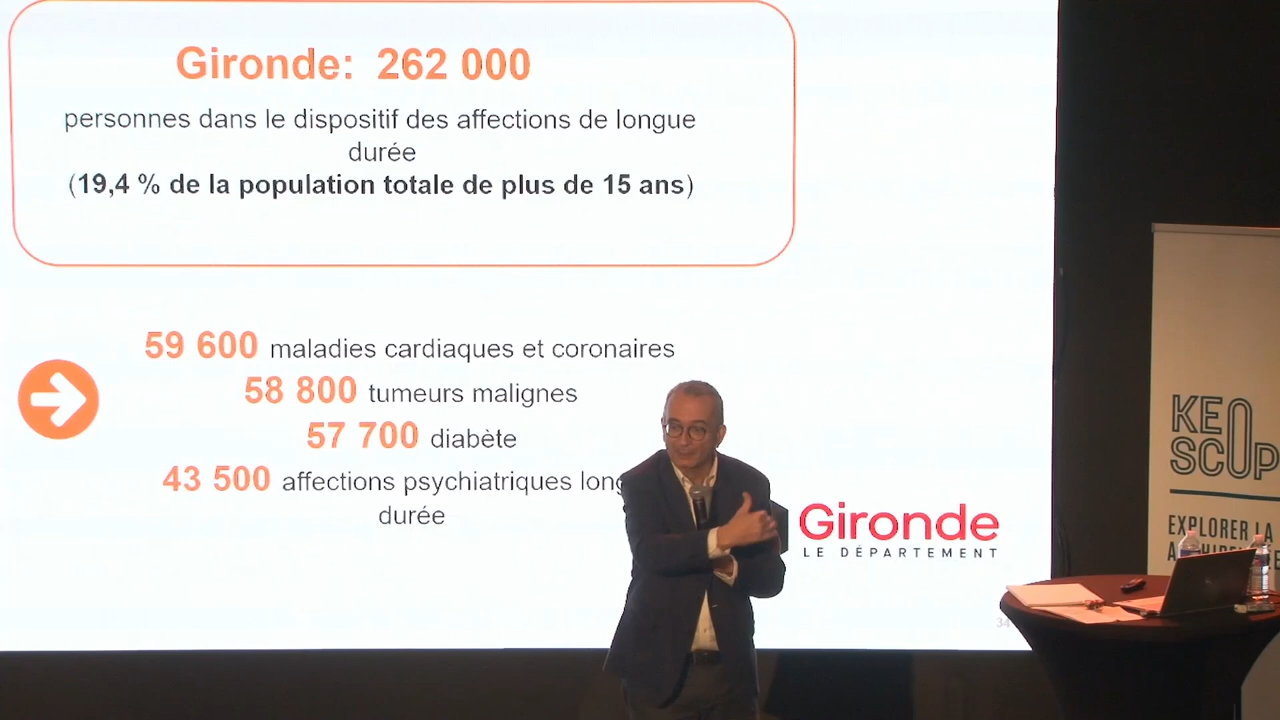 Gironde: 262 000
personnes dans le dispositif des affections de longue
durée
(19,4 % de la population totale de plus de 15 ans)
59 600 maladies cardiaques et coronaires
58 800 tumeurs malignes
57 700 diabète
43 500 affections psychiatriques long
durée
Gironde
LE DÉPARTEMENT
34
KEO
SCOP
EXPLORER LA